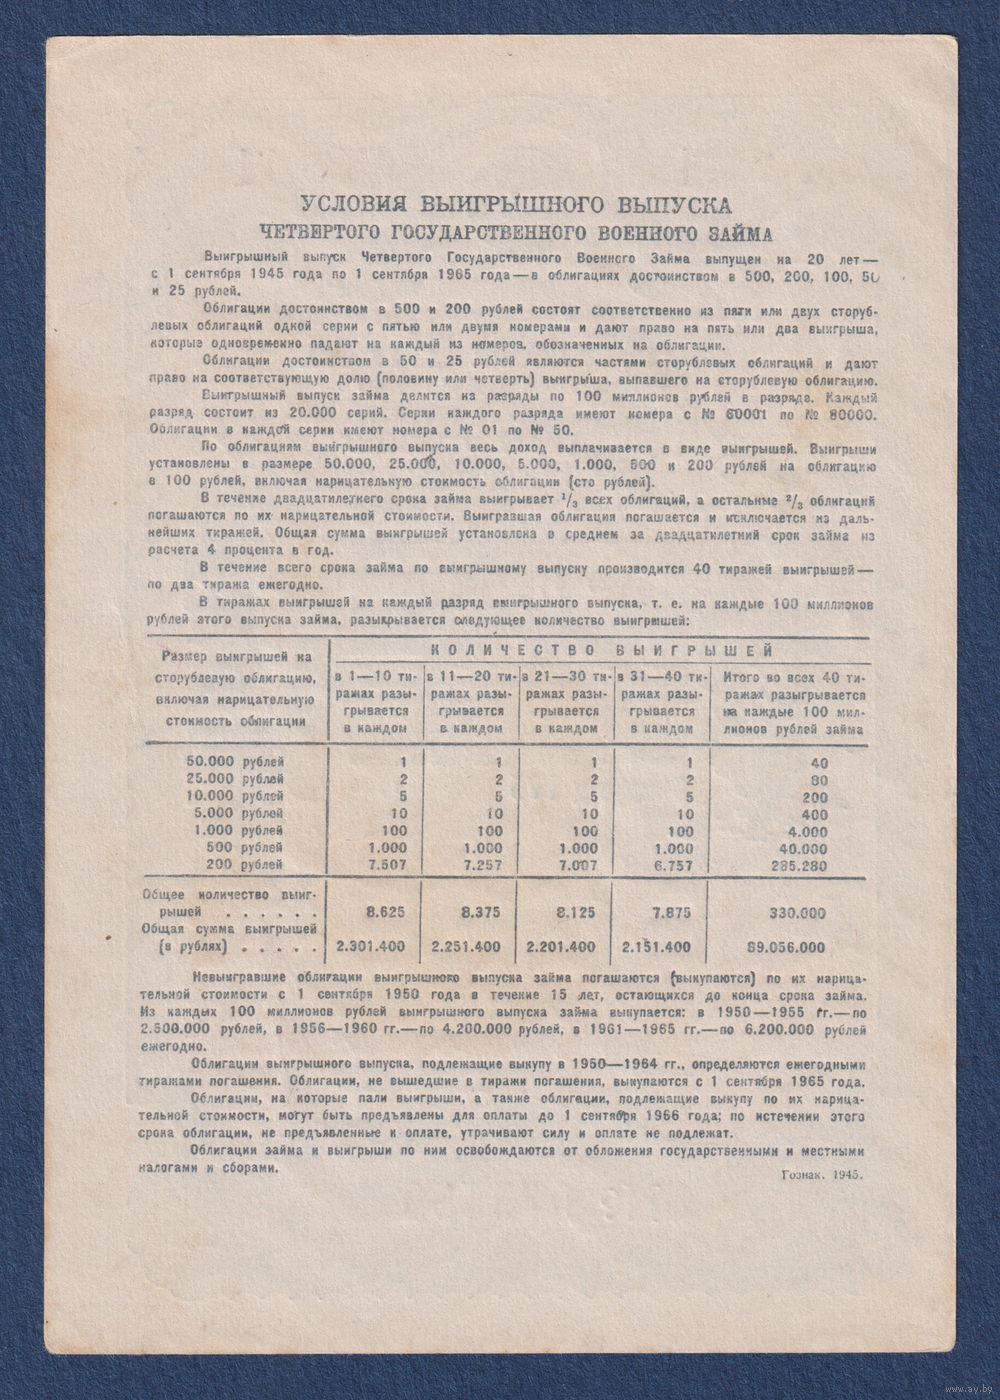 УСЛОВИЯ ВЫИГРЫШНОГО ВЫПУСКА
ЧЕТВЕРТОГО ГОСУДАРСТВЕННОГО ВОЕННОГО ЗАЙМА
Выигрышный выпуск Четвертого Государственного Военного Займа выпущен на 20 лет—
с 1 сентября 1945 года по 1 сентября 1965 года—в облигациях достоинством в 500, 200, 100, 50
и 25 рублей.
Облигации достоинством в 500 и 200 рублей состоят соответственно из пяти или двух сторуб-
левых облигаций одной серии с пятью или двумя номерами и дают право на пять или два выигрыша,
которые одновременно падают на каждый из номеров, обозначенных на облигации.
Облигации достоинством в 50 и 25 рублей являются частями сторублевых облигаций и дают
право на соответствующую долю (половину или четверть) выигрыша, выпавшего на сторублевую облигацию.
Выигрышный выпуск займа делится на разряды по 100 миллионов рублей в разряде. Каждый
разряд состоит из 20.000 серий. Серии каждого разряда имеют номера с № 60001 по № 80000.
Облигации в каждой серии имеют номера с № 01 по № 50.
По облигациям выигрышного выпуска весь доход выплачивается в виде выигрышей. Выигрыши
установлены в размере 50.000, 25.000, 10.000, 5.000, 1.000, 500 и 200 рублей на облигацию
в 100 рублей, включая нарицательную стоимость облигации (сто рублей).
В течение двадцатилетнего срока займа выигрывает 1/3 всех облигаций, а остальные 2/3 облигаций
погашаются по их нарицательной стоимости. Выигравшая облигация погашается и исключается из даль-
нейших тиражей. Общая сумма выигрышей установлена в среднем за двадцатилетний срок займа из
расчета 4 процента в год.
В течение всего срока займа по выигрышному выпуску производится 40 тиражей выигрышей—
по два тиража ежегодно.
В тиражах выигрышей на каждый разряд выигрышного выпуска, т. е. на каждые 100 миллионов
рублей этого выпуска займа, разыгрывается следующее количество выигрышей:
Размер выигрышей на
сторублевую облигацию,
включая нарицательную
стоимость облигации
КОЛИЧЕСТВО ВЫИГРЫШЕЙ
в 1—10 ти-
ражах разы-
грывается
в каждом
в 11—20 ти-
ражах разы-
грывается
в каждом
в 21—30 ти-
ражах разы-
грывается
в каждом
в 31—40 ти-
ражах разы-
грывается
в каждом
Итого во всех 40 ти-
ражах разыгрывается
на каждые 100 мил-
лионов рублей займа
50.000 рублей 1 1 1 1 40
25.000 рублей 2 2 2 2 80
10.000 рублей 5 5 5 5 200
5.000 рублей 10 10 10 10 400
1.000 рублей 100 100 100 100 4.000
500 рублей 1.000 1.000 1.000 1.000 40.000
200 рублей 7.507 7.257 7.007 6.757 285.280
Общее количество выиг-
рышей . . . . . . 8.625 8.375 8.125 7.875 330.000
Общая сумма выигрышей
(в рублях) . . . . . 2.301.400 2.251.400 2.201.400 2.151.400 89.056.000
Невыигравшие облигации выигрышного выпуска займа погашаются (выкупаются) по их нарица-
тельной стоимости с 1 сентября 1950 года в течение 15 лет, остающихся до конца срока займа.
Из каждых 100 миллионов рублей выигрышного выпуска займа выкупается: в 1950—1955 гг.—по
2.500.000 рублей, в 1956—1960 гг.—по 4.200.000 рублей, в 1961—1965 гг.—по 6.200.000 рублей
ежегодно.
Облигации выигрышного выпуска, подлежащие выкупу в 1950—1964 гг., определяются ежегодными
тиражами погашения. Облигации, не вышедшие в тиражи погашения, выкупаются с 1 сентября 1965 года.
Облигации, на которые пали выигрыши, а также облигации, подлежащие выкупу по их нарица-
тельной стоимости, могут быть предъявлены для оплаты до 1 сентября 1966 года; по истечении этого
срока облигации, не предъявленные к оплате, утрачивают силу и оплате не подлежат.
Облигации займа и выигрыши по ним освобождаются от обложения государственными и местными
налогами и сборами.
Гознак. 1945.
www.ay.by